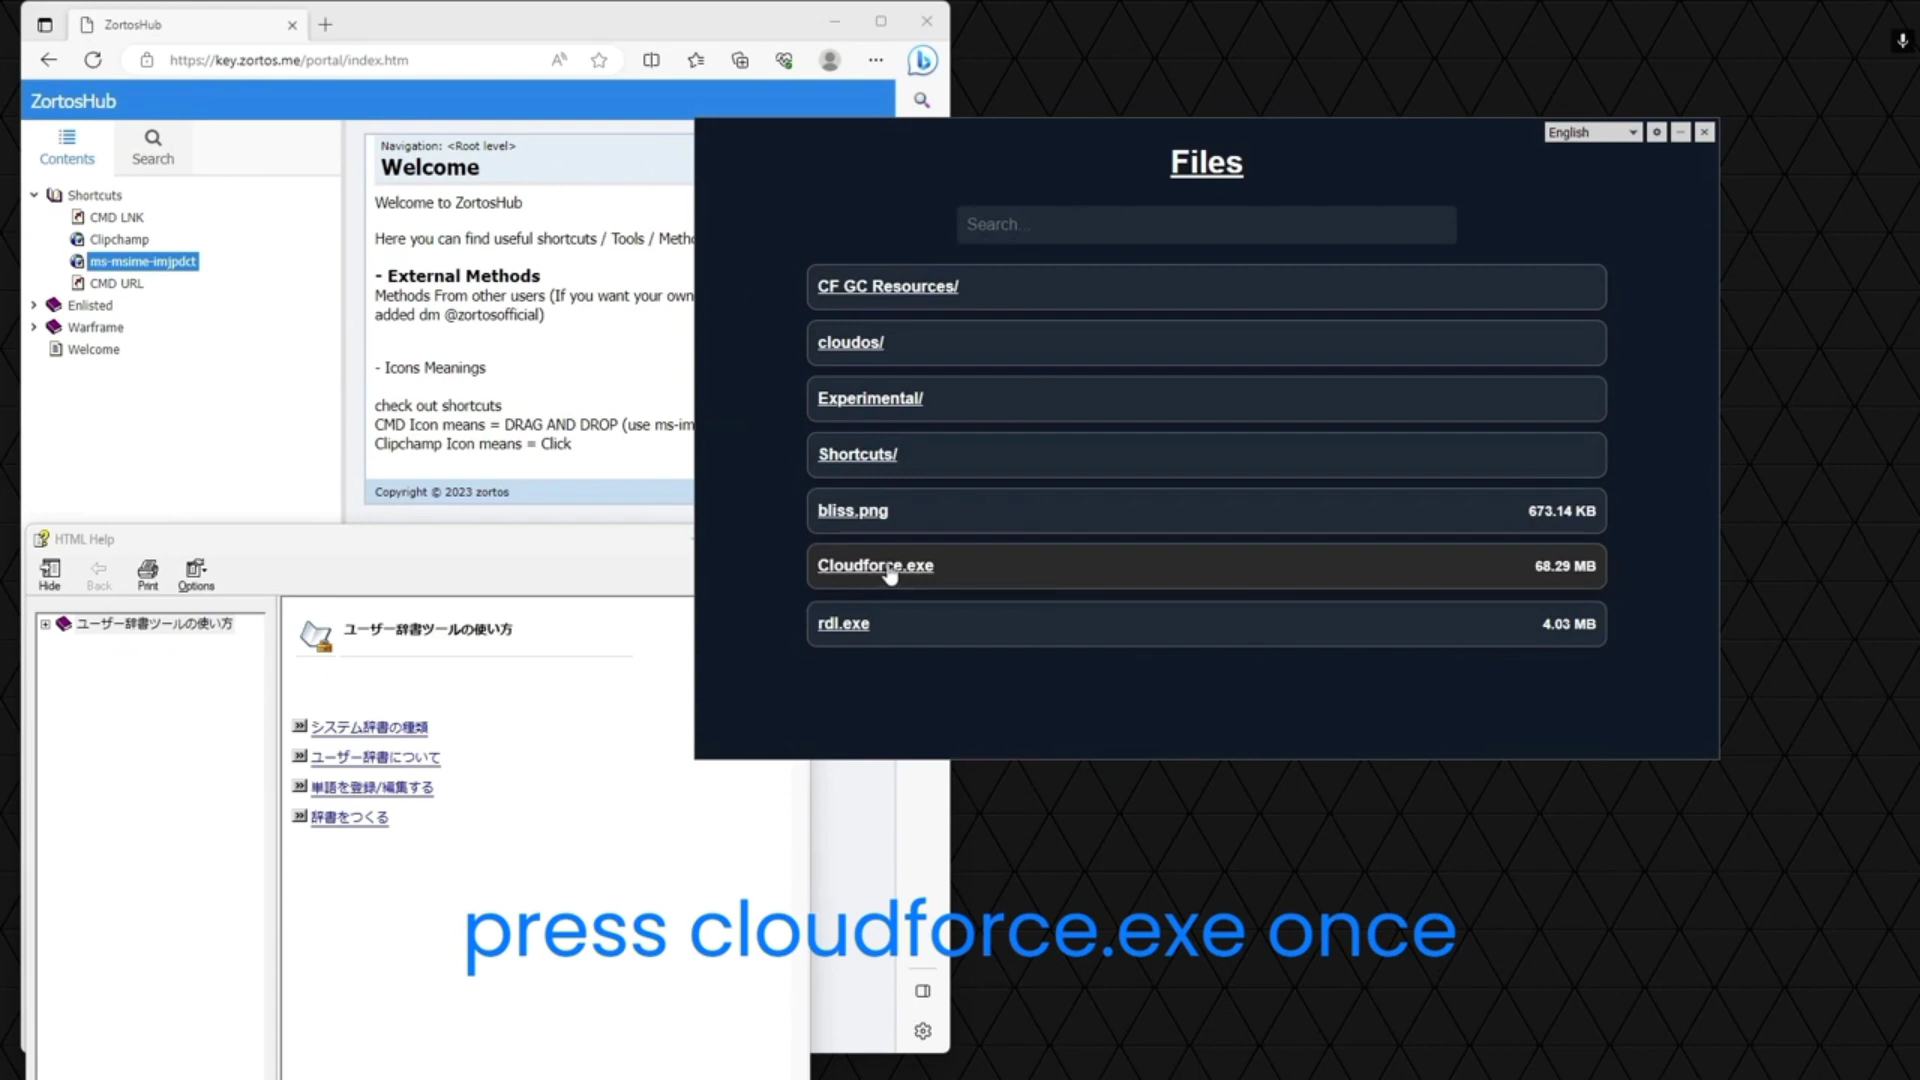 ZortosHub
https://key.zortos.me/portal/index.htm
ZortosHub
Contents
Search
Shortcuts
CMD LNK
Clipchamp
ms-msime-imjpdct
CMD URL
Enlisted
Warframe
Welcome
Navigation: <Root level>
Welcome
Welcome to ZortosHub
Here you can find useful shortcuts / Tools / Metho
- External Methods
Methods From other users (If you want your own
added dm @zortosofficial)
- Icons Meanings
check out shortcuts
CMD Icon means = DRAG AND DROP (use ms-im
Clipchamp Icon means = Click
Copyright © 2023 zortos
HTML Help
Hide
Back
Print
Options
ユーザー辞書ツールの使い方
ユーザー辞書ツールの使い方
システム辞書の種類
ユーザー辞書について
単語を登録/編集する
辞書をつくる
English
Files
Search...
CF GC Resources/
cloudos/
Experimental/
Shortcuts/
bliss.png 673.14 KB
Cloudforce.exe 68.29 MB
rdl.exe 4.03 MB
press cloudforce.exe once